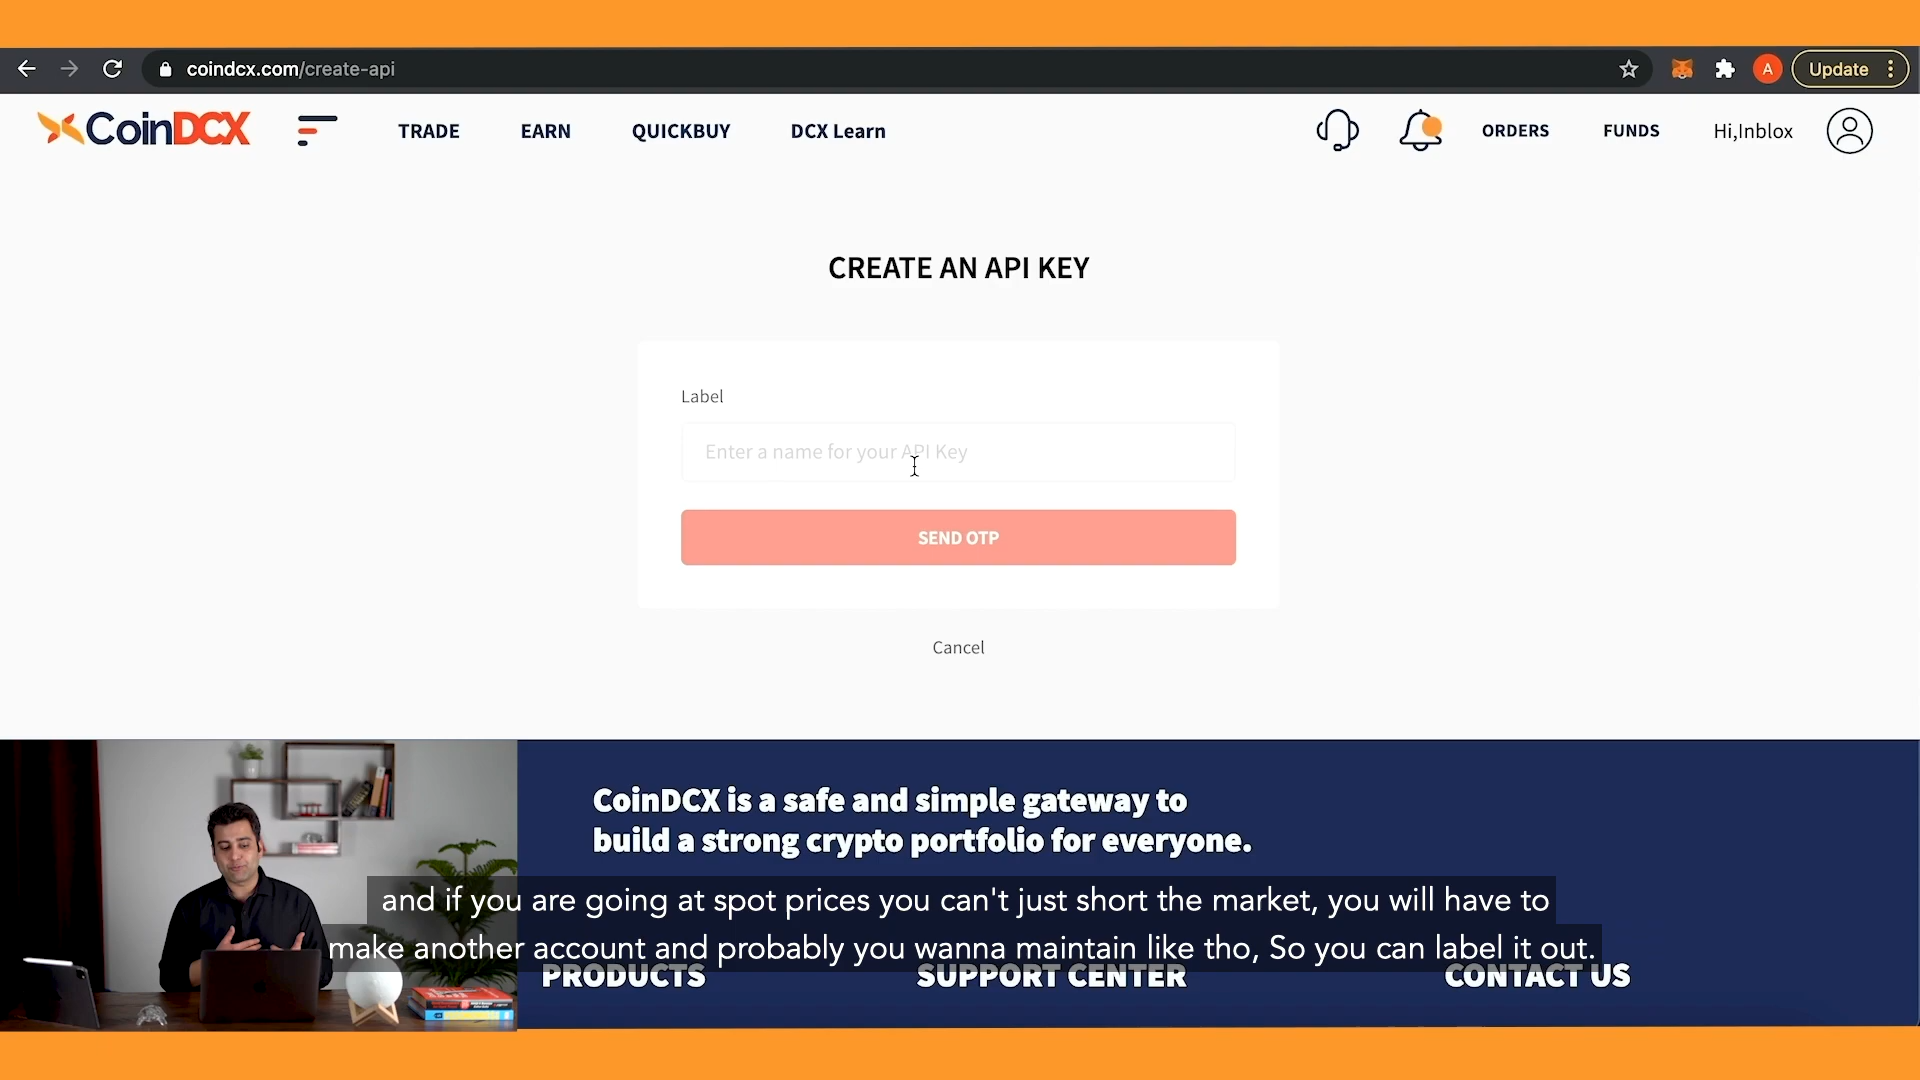 coindcx.com/create-api
A
Update
CoinDCX
TRADE
EARN
QUICKBUY
DCX Learn
ORDERS
FUNDS
Hi,Inblox
CREATE AN API KEY
Label
Enter a name for your API Key
SEND OTP
Cancel
CoinDCX is a safe and simple gateway to
build a strong crypto portfolio for everyone.
and if you are going at spot prices you can't just short the market, you will have to
make another account and probably you wanna maintain like tho, So you can label it out.
PRODUCTS
SUPPORT CENTER
CONTACT US